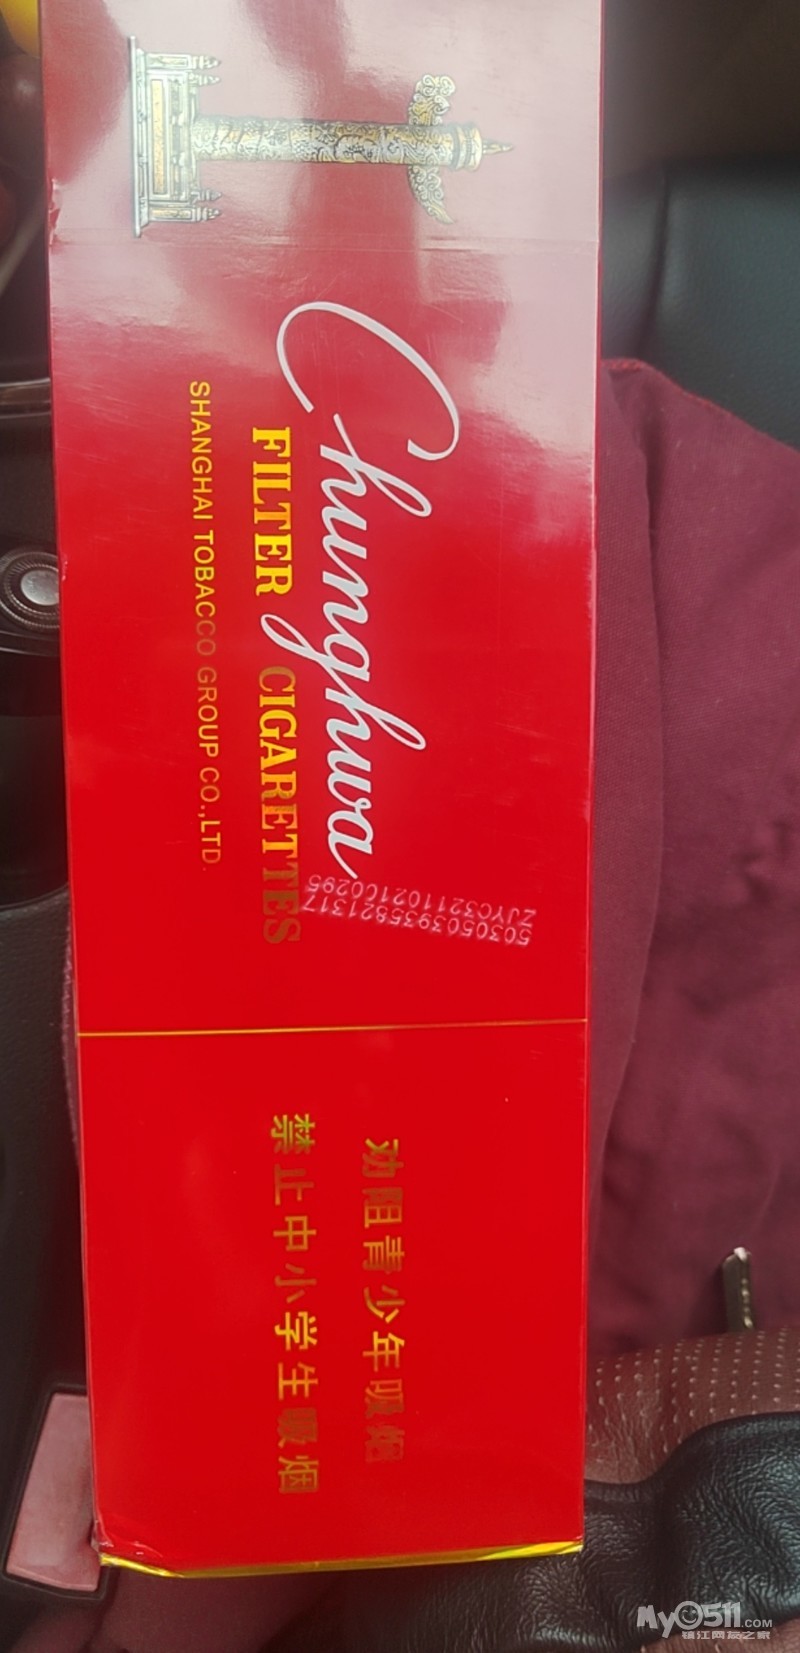 Chunghwa
FILTER CIGARETTES
SHANGHAI TOBACCO GROUP CO.,LTD.
5030503935821317
ZJYC321110210G295
劝阻青少年吸烟
禁止中小学生吸烟
My0511.COM
镇江网友之家